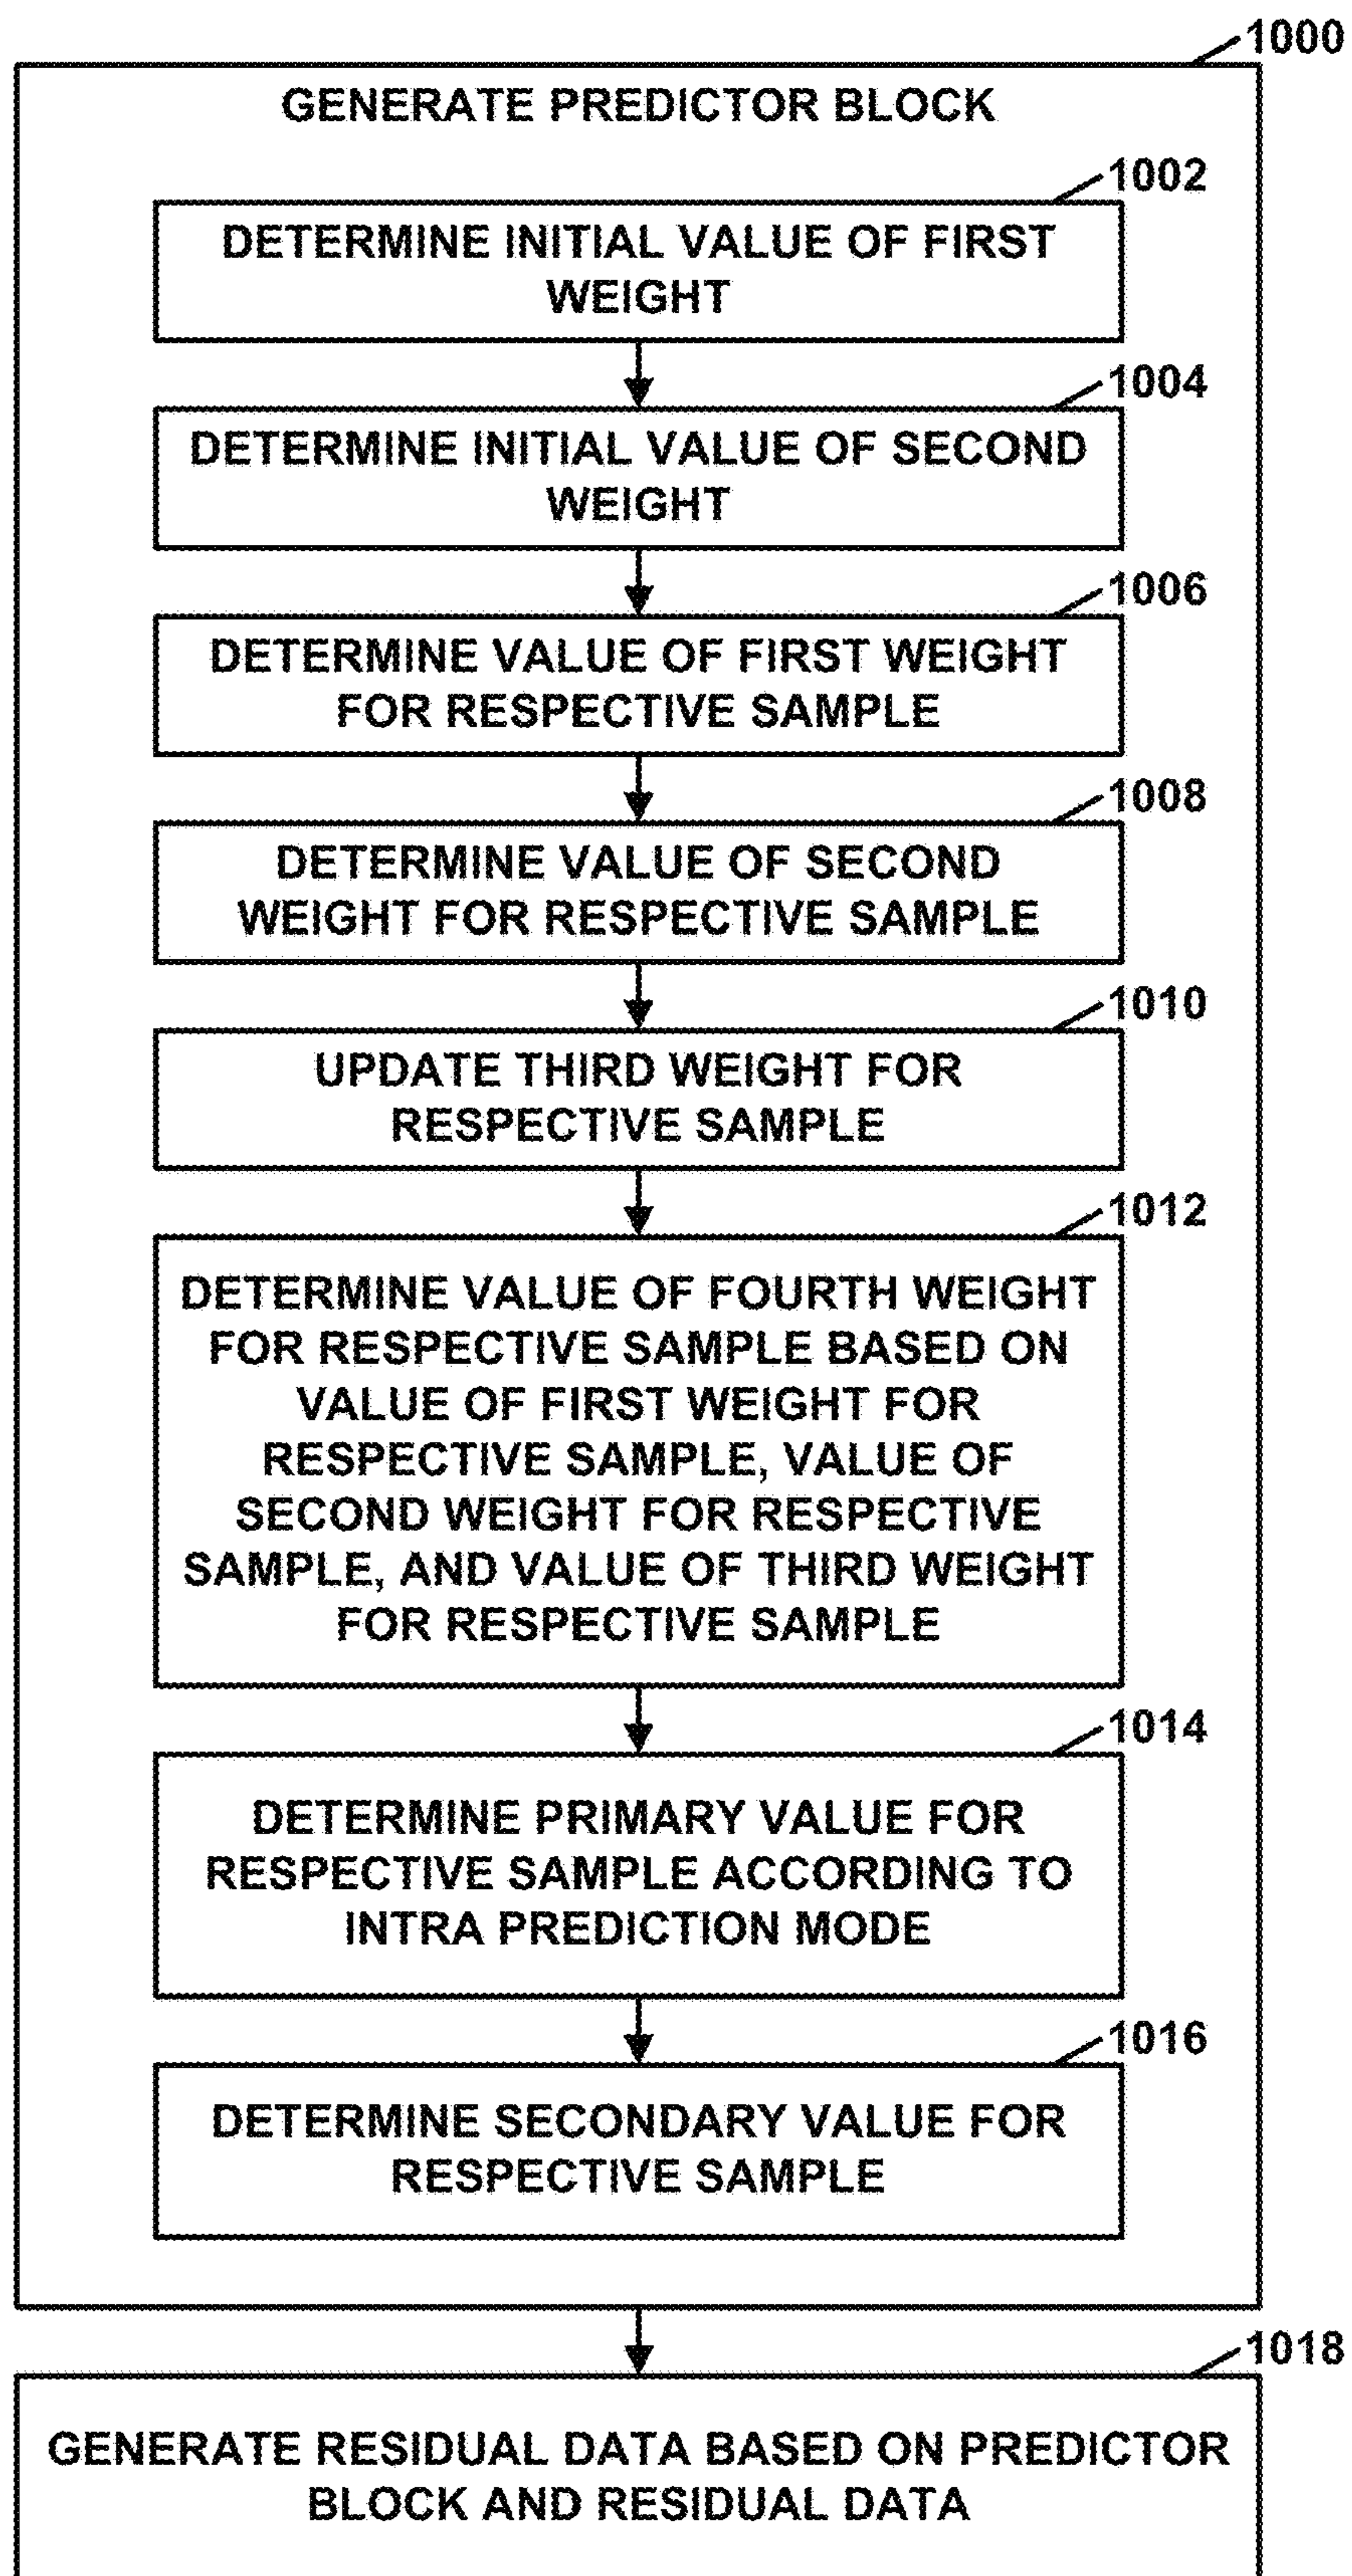 1000
GENERATE PREDICTOR BLOCK
1002
DETERMINE INITIAL VALUE OF FIRST
WEIGHT
1004
DETERMINE INITIAL VALUE OF SECOND
WEIGHT
1006
DETERMINE VALUE OF FIRST WEIGHT
FOR RESPECTIVE SAMPLE
1008
DETERMINE VALUE OF SECOND
WEIGHT FOR RESPECTIVE SAMPLE
1010
UPDATE THIRD WEIGHT FOR
RESPECTIVE SAMPLE
1012
DETERMINE VALUE OF FOURTH WEIGHT
FOR RESPECTIVE SAMPLE BASED ON
VALUE OF FIRST WEIGHT FOR
RESPECTIVE SAMPLE, VALUE OF
SECOND WEIGHT FOR RESPECTIVE
SAMPLE, AND VALUE OF THIRD WEIGHT
FOR RESPECTIVE SAMPLE
1014
DETERMINE PRIMARY VALUE FOR
RESPECTIVE SAMPLE ACCORDING TO
INTRA PREDICTION MODE
1016
DETERMINE SECONDARY VALUE FOR
RESPECTIVE SAMPLE
1018
GENERATE RESIDUAL DATA BASED ON PREDICTOR
BLOCK AND RESIDUAL DATA